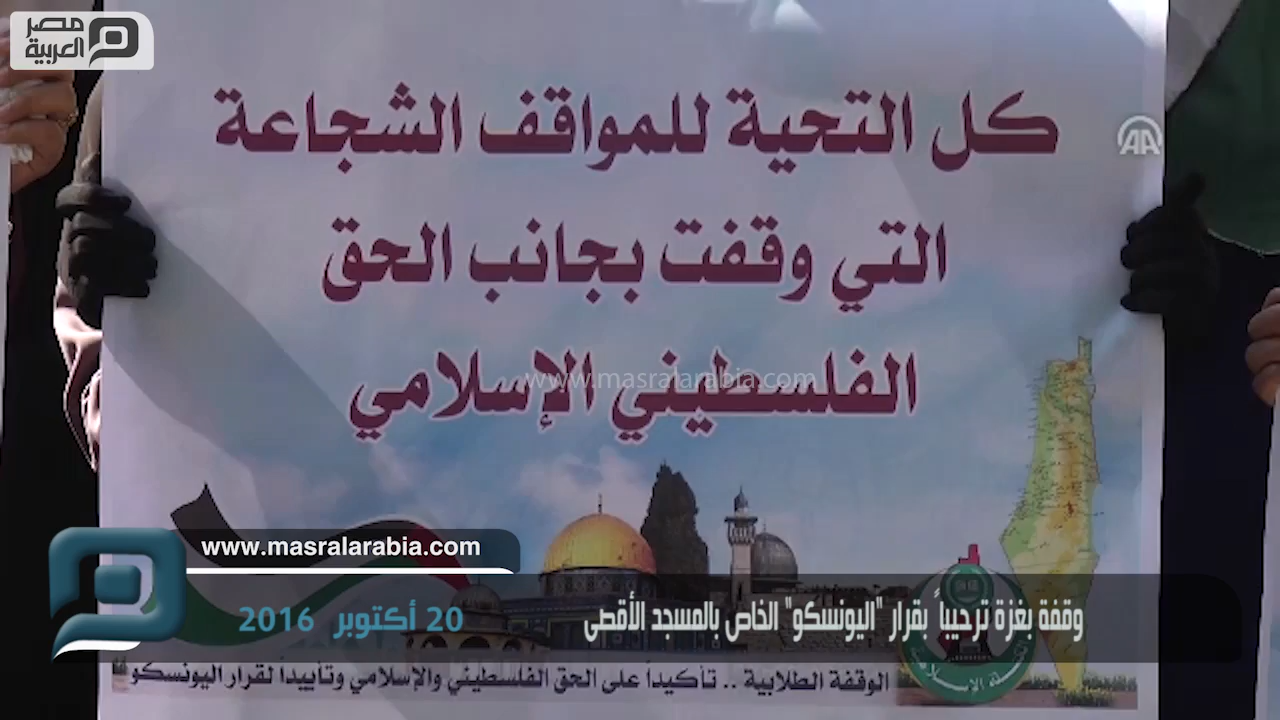 مصر
العربية
كل التحية للمواقف الشجاعة
AA
التي وقفت بجانب الحق
الفلسطيني الإسلامي
www.masralarabia.com
www.masralarabia.com
وقفة بغزة ترحيباً بقرار "اليونسكو" الخاص بالمسجد الأقصى
20 أكتوبر 2016
الكتلة الإسلامية
الوقفة الطلابية .. تأكيداً على الحق الفلسطيني والإسلامي وتأييداً لقرار اليونسكو